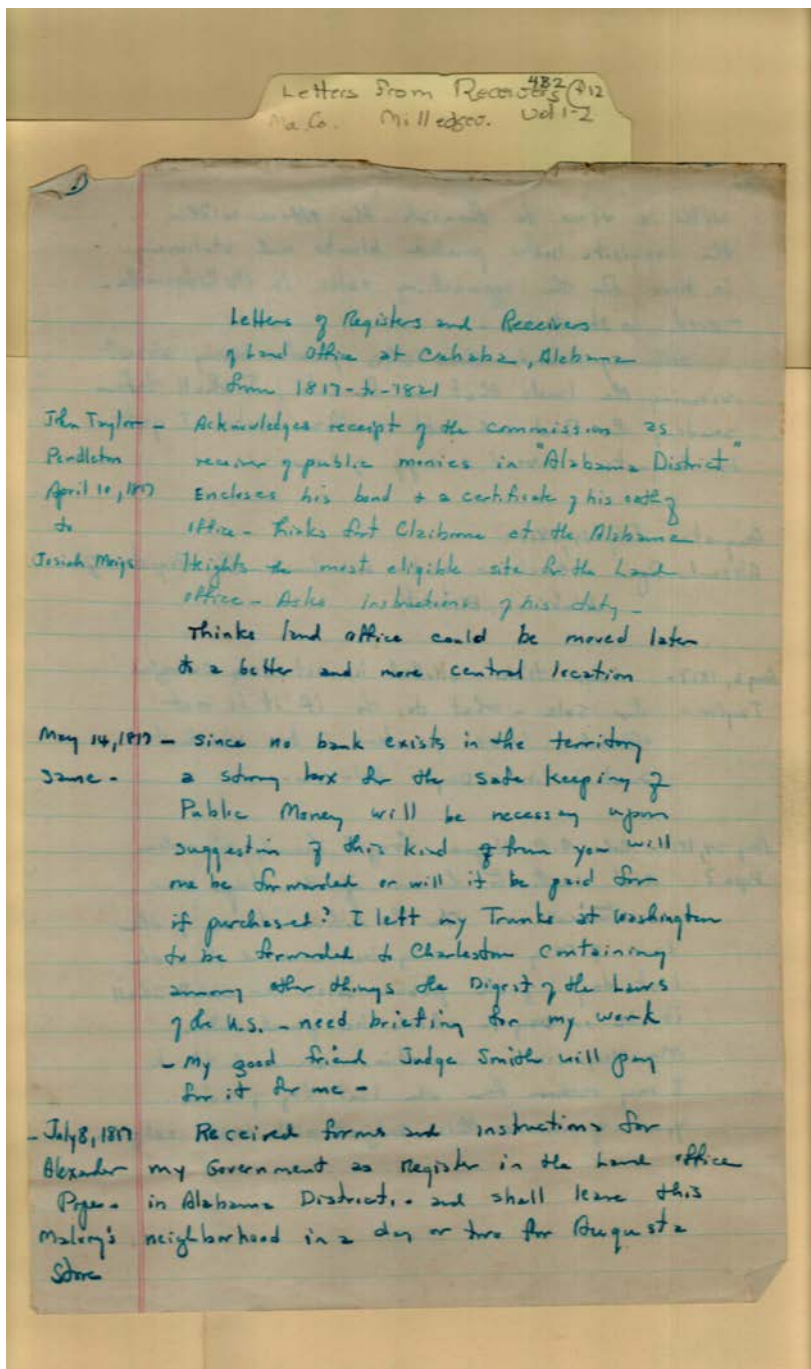 Letters From Receivers 482 12
Ma. Co. Milledgev. Vol 1-2
Letters of Registers and Receivers
of Land Office at Cahaba, Alabama
from 1817-to-1821
John Taylor - Acknowledges receipt of the commission as
Pendleton receiver of public monies in "Alabama District"
April 10, 1817 Encloses his bond + a certificate of his oath of
to office - Thinks fort Claiborne at the Alabama
Josiah Meigs Heights the most eligible site for the Land
office - Asks instructions of his duty -
Thinks land office could be moved later
to a better and more central location
May 14, 1817 - since no bank exists in the territory
same - a strong box for the safe keeping of
Public Money will be necessary upon
suggestion of this kind of from you will
one be forwarded or will it be paid for
if purchased? I left my Trunks at Washington
to be forwarded to Charleston containing
among other things the Digest of the Laws
of the U.S. - need briefing for my work
- My good friend Judge Smith will pay
for it for me -
- July 8, 1817 Received forms and instructions for
Alexander my Government as Register in the Land office
Pope - in Alabama District. - and shall leave this
Malory's neighborhood in a day or two for Augusta
Store